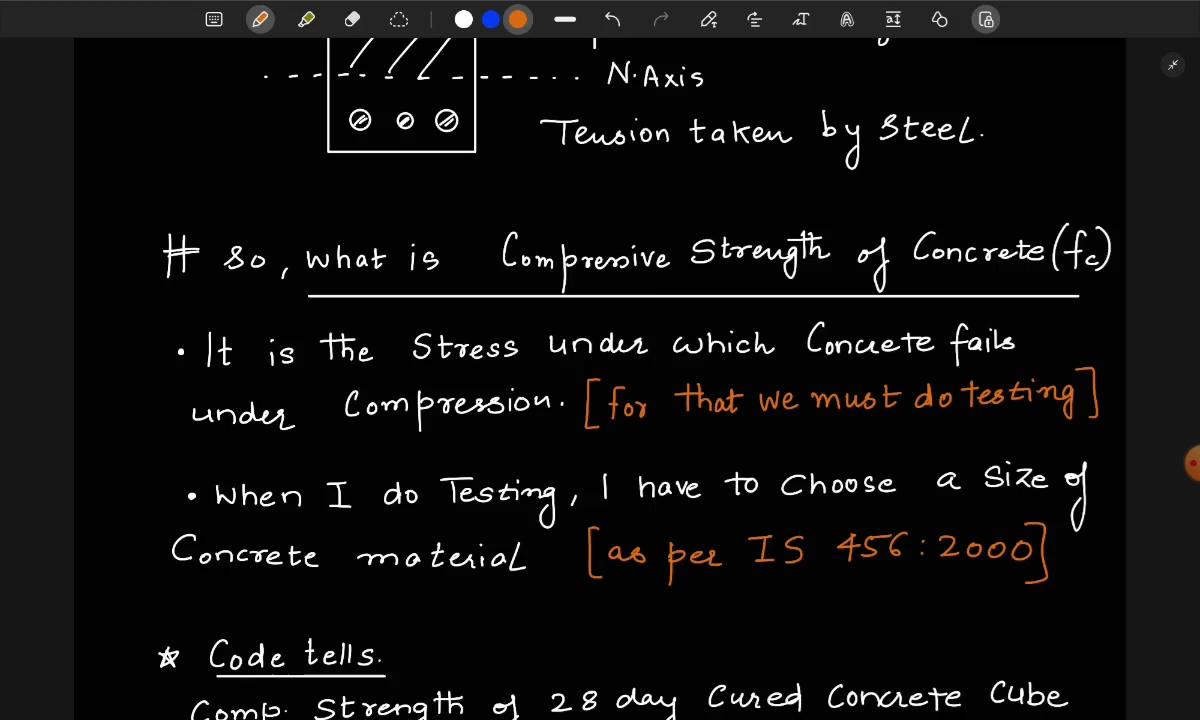 N. Axis
Tension taken by Steel.
# So, what is Compressive Strength of Concrete (fc)
• It is the Stress under which Concrete fails
under Compression. [for that we must do testing]
• When I do Testing, I have to choose a size of
Concrete material [as per IS 456:2000]
☆ Code tells.
Comp. Strength of 28 day Cured Concrete Cube